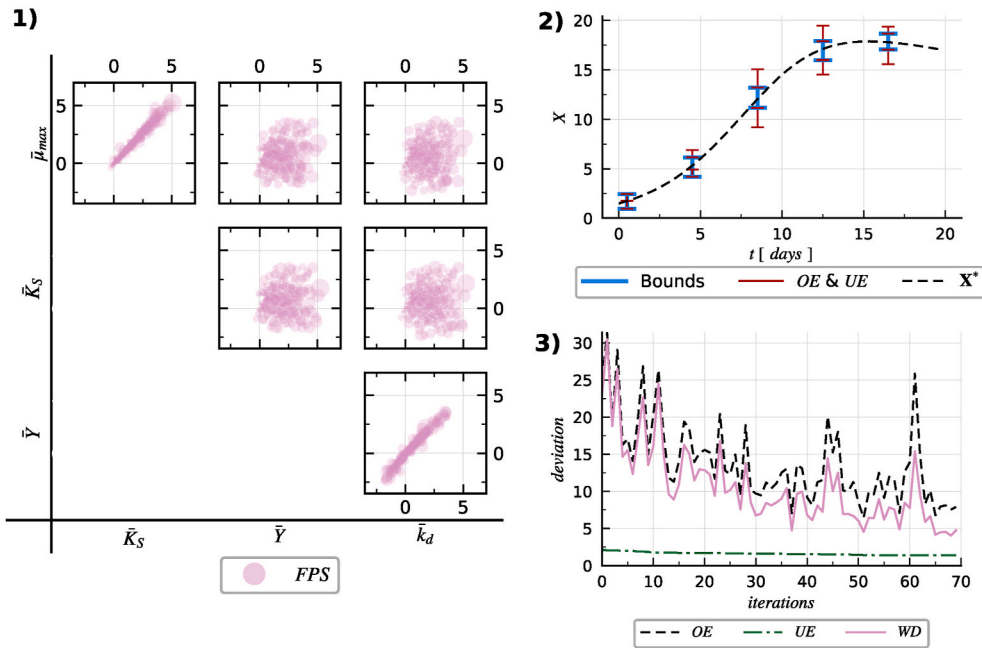 1)
0 5 0 5 0 5
μ̄max 5 0
K̄S 5 0
Ȳ 5 0
0 5
K̄S Ȳ k̄d
FPS
2)
X
20
15
10
5
0
0 5 10 15 20
t [ days ]
Bounds OE & UE X*
3)
deviation
30
25
20
15
10
5
0
0 10 20 30 40 50 60 70
iterations
OE UE WD